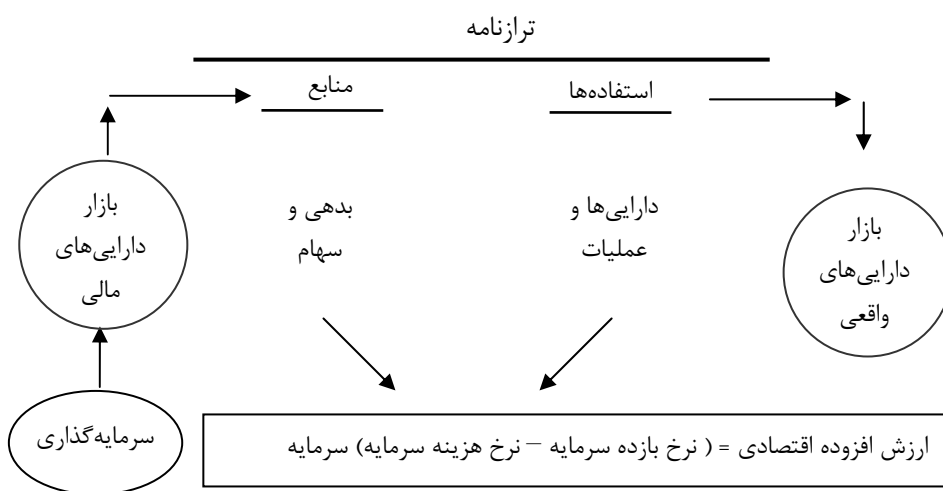 ترازنامه
استفاده‌ها
منابع
بازار
دارایی‌های
واقعی
دارایی‌ها و
عملیات
بدهی و
سهام
بازار
دارایی‌های
مالی
سرمایه‌گذاری
ارزش افزوده اقتصادی = ( نرخ بازده سرمایه – نرخ هزینه سرمایه) سرمایه